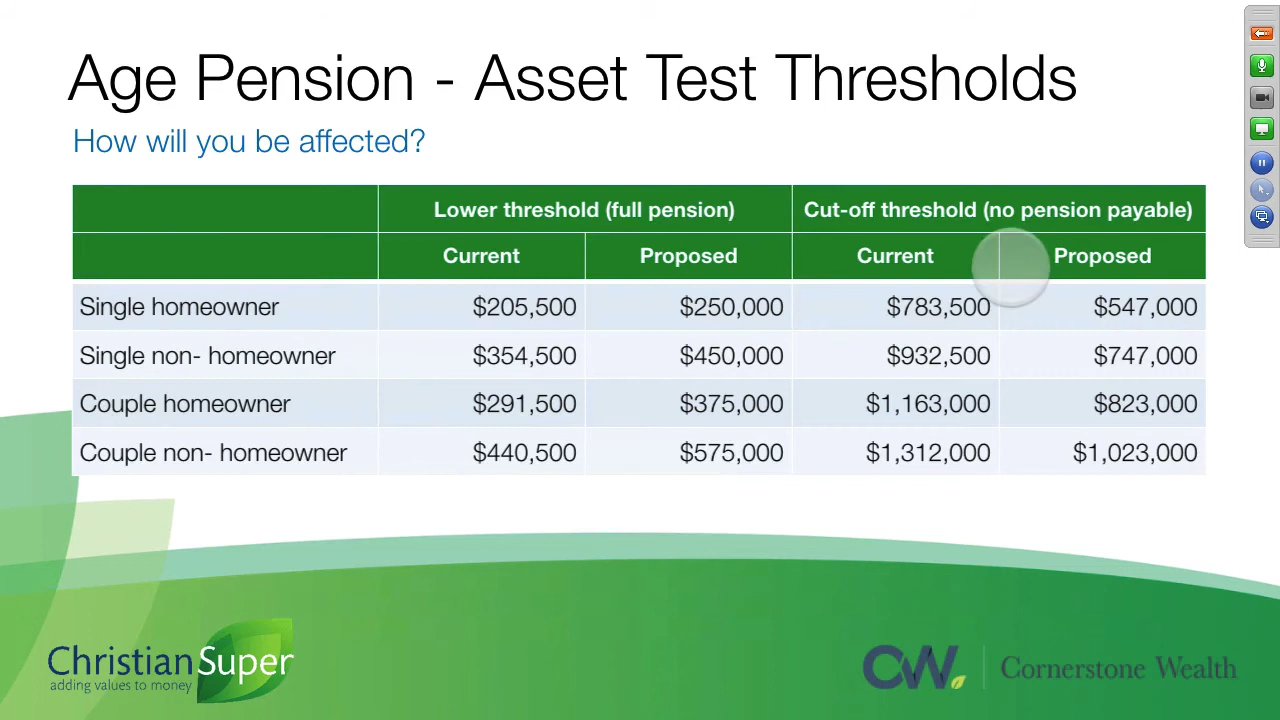 Age Pension - Asset Test Thresholds
How will you be affected?
Lower threshold (full pension) Cut-off threshold (no pension payable)
Current Proposed Current Proposed
Single homeowner $205,500 $250,000 $783,500 $547,000
Single non- homeowner $354,500 $450,000 $932,500 $747,000
Couple homeowner $291,500 $375,000 $1,163,000 $823,000
Couple non- homeowner $440,500 $575,000 $1,312,000 $1,023,000
Christian Super
adding values to money
CW Cornerstone Wealth